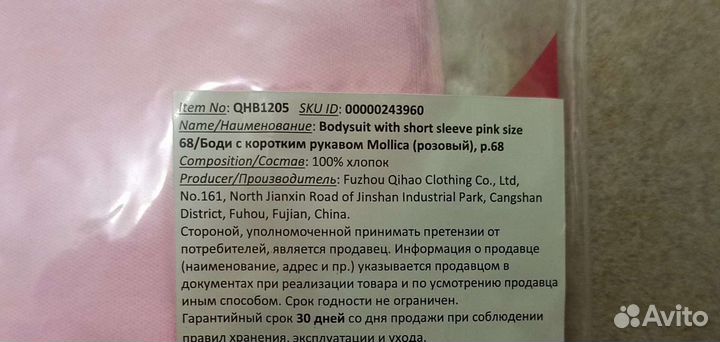 Item No: QHB1205 SKU ID: 00000243960
Name/Наименование: Bodysuit with short sleeve pink size
68/Боди с коротким рукавом Mollica (розовый), р.68
Composition/Состав: 100% хлопок
Producer/Производитель: Fuzhou Qihao Clothing Co., Ltd,
No.161, North Jianxin Road of Jinshan Industrial Park, Cangshan
District, Fuhou, Fujian, China.
Стороной, уполномоченной принимать претензии от
потребителей, является продавец. Информация о продавце
(наименование, адрес и пр.) указывается продавцом в
документах при реализации товара и по усмотрению продавца
иным способом. Срок годности не ограничен.
Гарантийный срок 30 дней со дня продажи при соблюдении
правил хранения, эксплуатации и ухода.
Avito